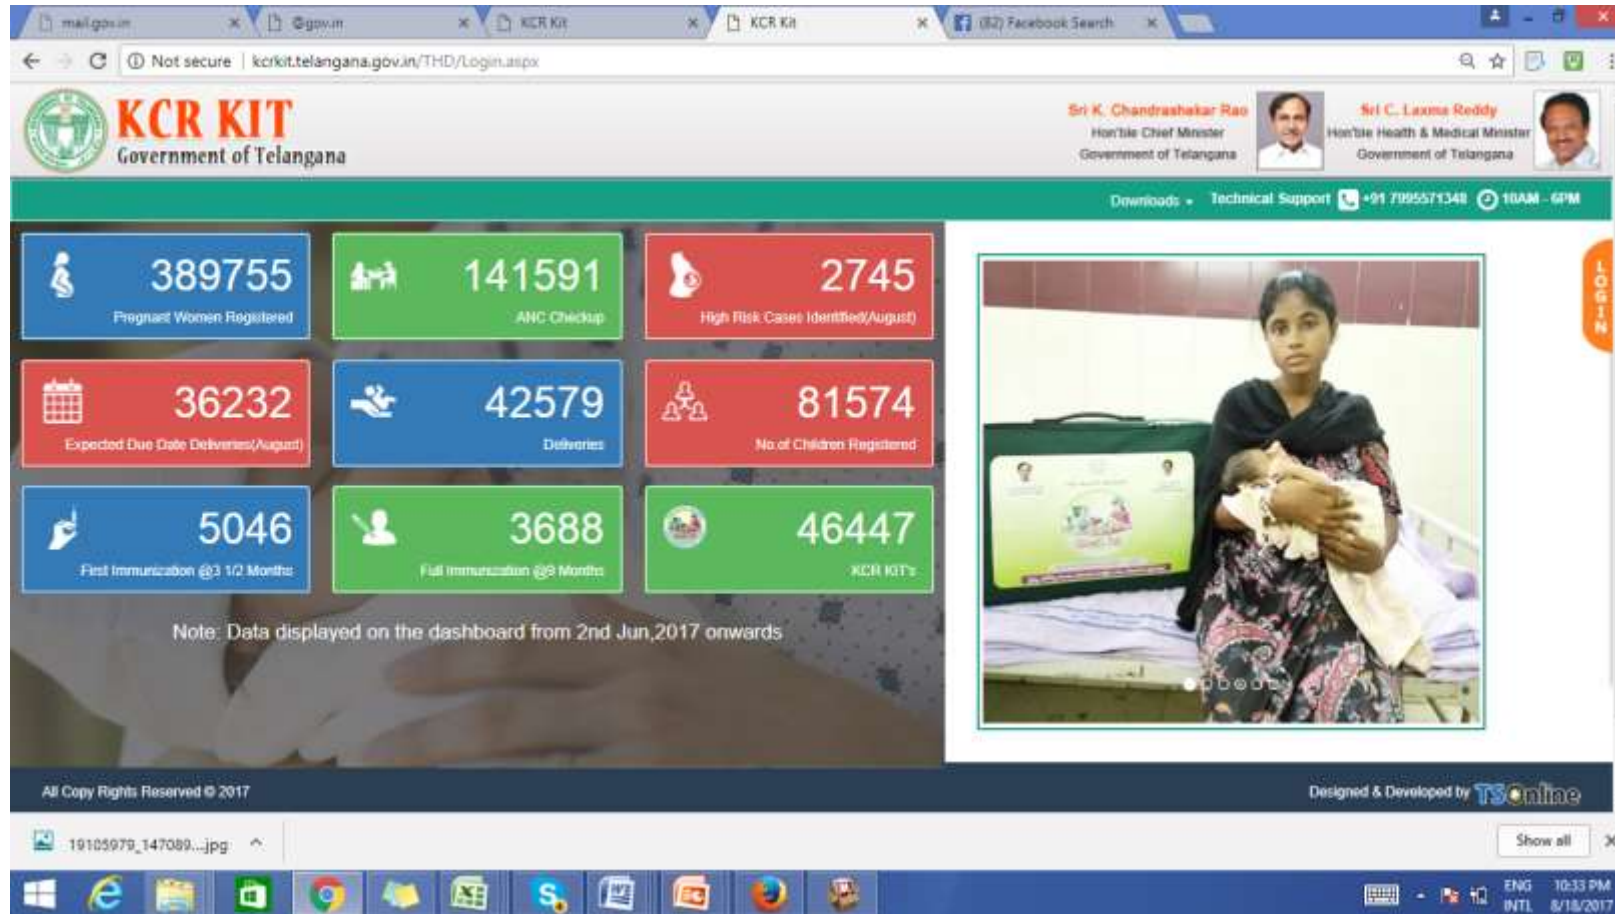 mail.gov.in
@gov.in
KCR Kit
KCR Kit
(82) Facebook Search
Not secure | kcrkit.telangana.gov.in/THD/Login.aspx
KCR KIT
Government of Telangana
Sri K. Chandrashekar Rao
Hon'ble Chief Minister
Government of Telangana
Sri C. Laxma Reddy
Hon'ble Health & Medical Minister
Government of Telangana
Downloads
Technical Support +91 7995571348 10AM - 6PM
LOGIN
389755
Pregnant Women Registered
141591
ANC Checkup
2745
High Risk Cases Identified(August)
36232
Expected Due Date Deliveries(August)
42579
Deliveries
81574
No.of Children Registered
5046
First Immunization @3 1/2 Months
3688
Full Immunization @9 Months
46447
KCR KIT's
Note: Data displayed on the dashboard from 2nd Jun,2017 onwards
All Copy Rights Reserved © 2017
Designed & Developed by TSOnline
19105979_147089...jpg
Show all
ENG
INTL
10:33 PM
8/18/2017